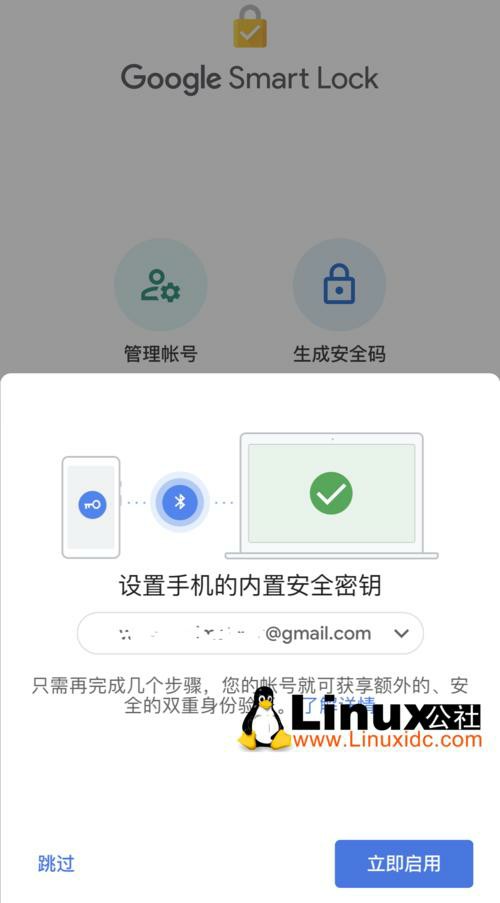 Google Smart Lock
管理帐号 生成安全码
设置手机的内置安全密钥
@gmail.com
只需再完成几个步骤，您的帐号就可获享额外的、安
全的双重身份验 。了解详情
Linux公社
www.Linuxidc.com
跳过 立即启用